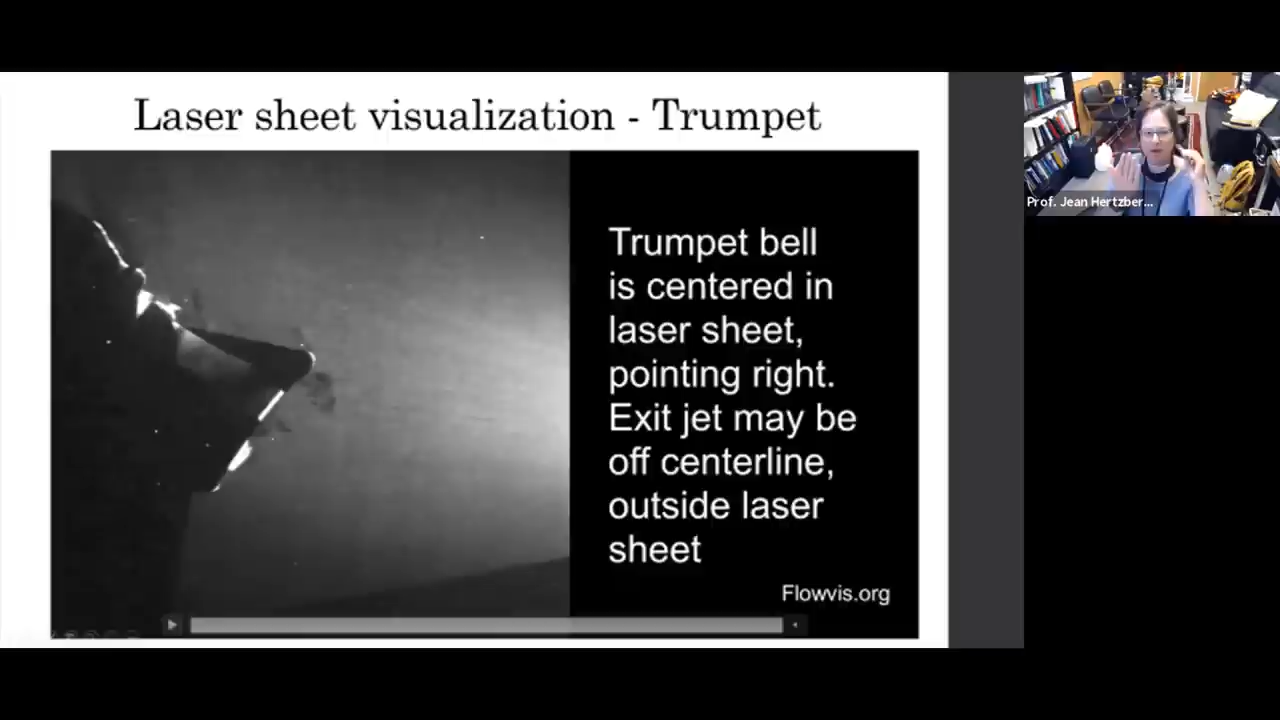 Laser sheet visualization - Trumpet
Prof. Jean Hertzber...
Trumpet bell
is centered in
laser sheet,
pointing right.
Exit jet may be
off centerline,
outside laser
sheet
Flowvis.org